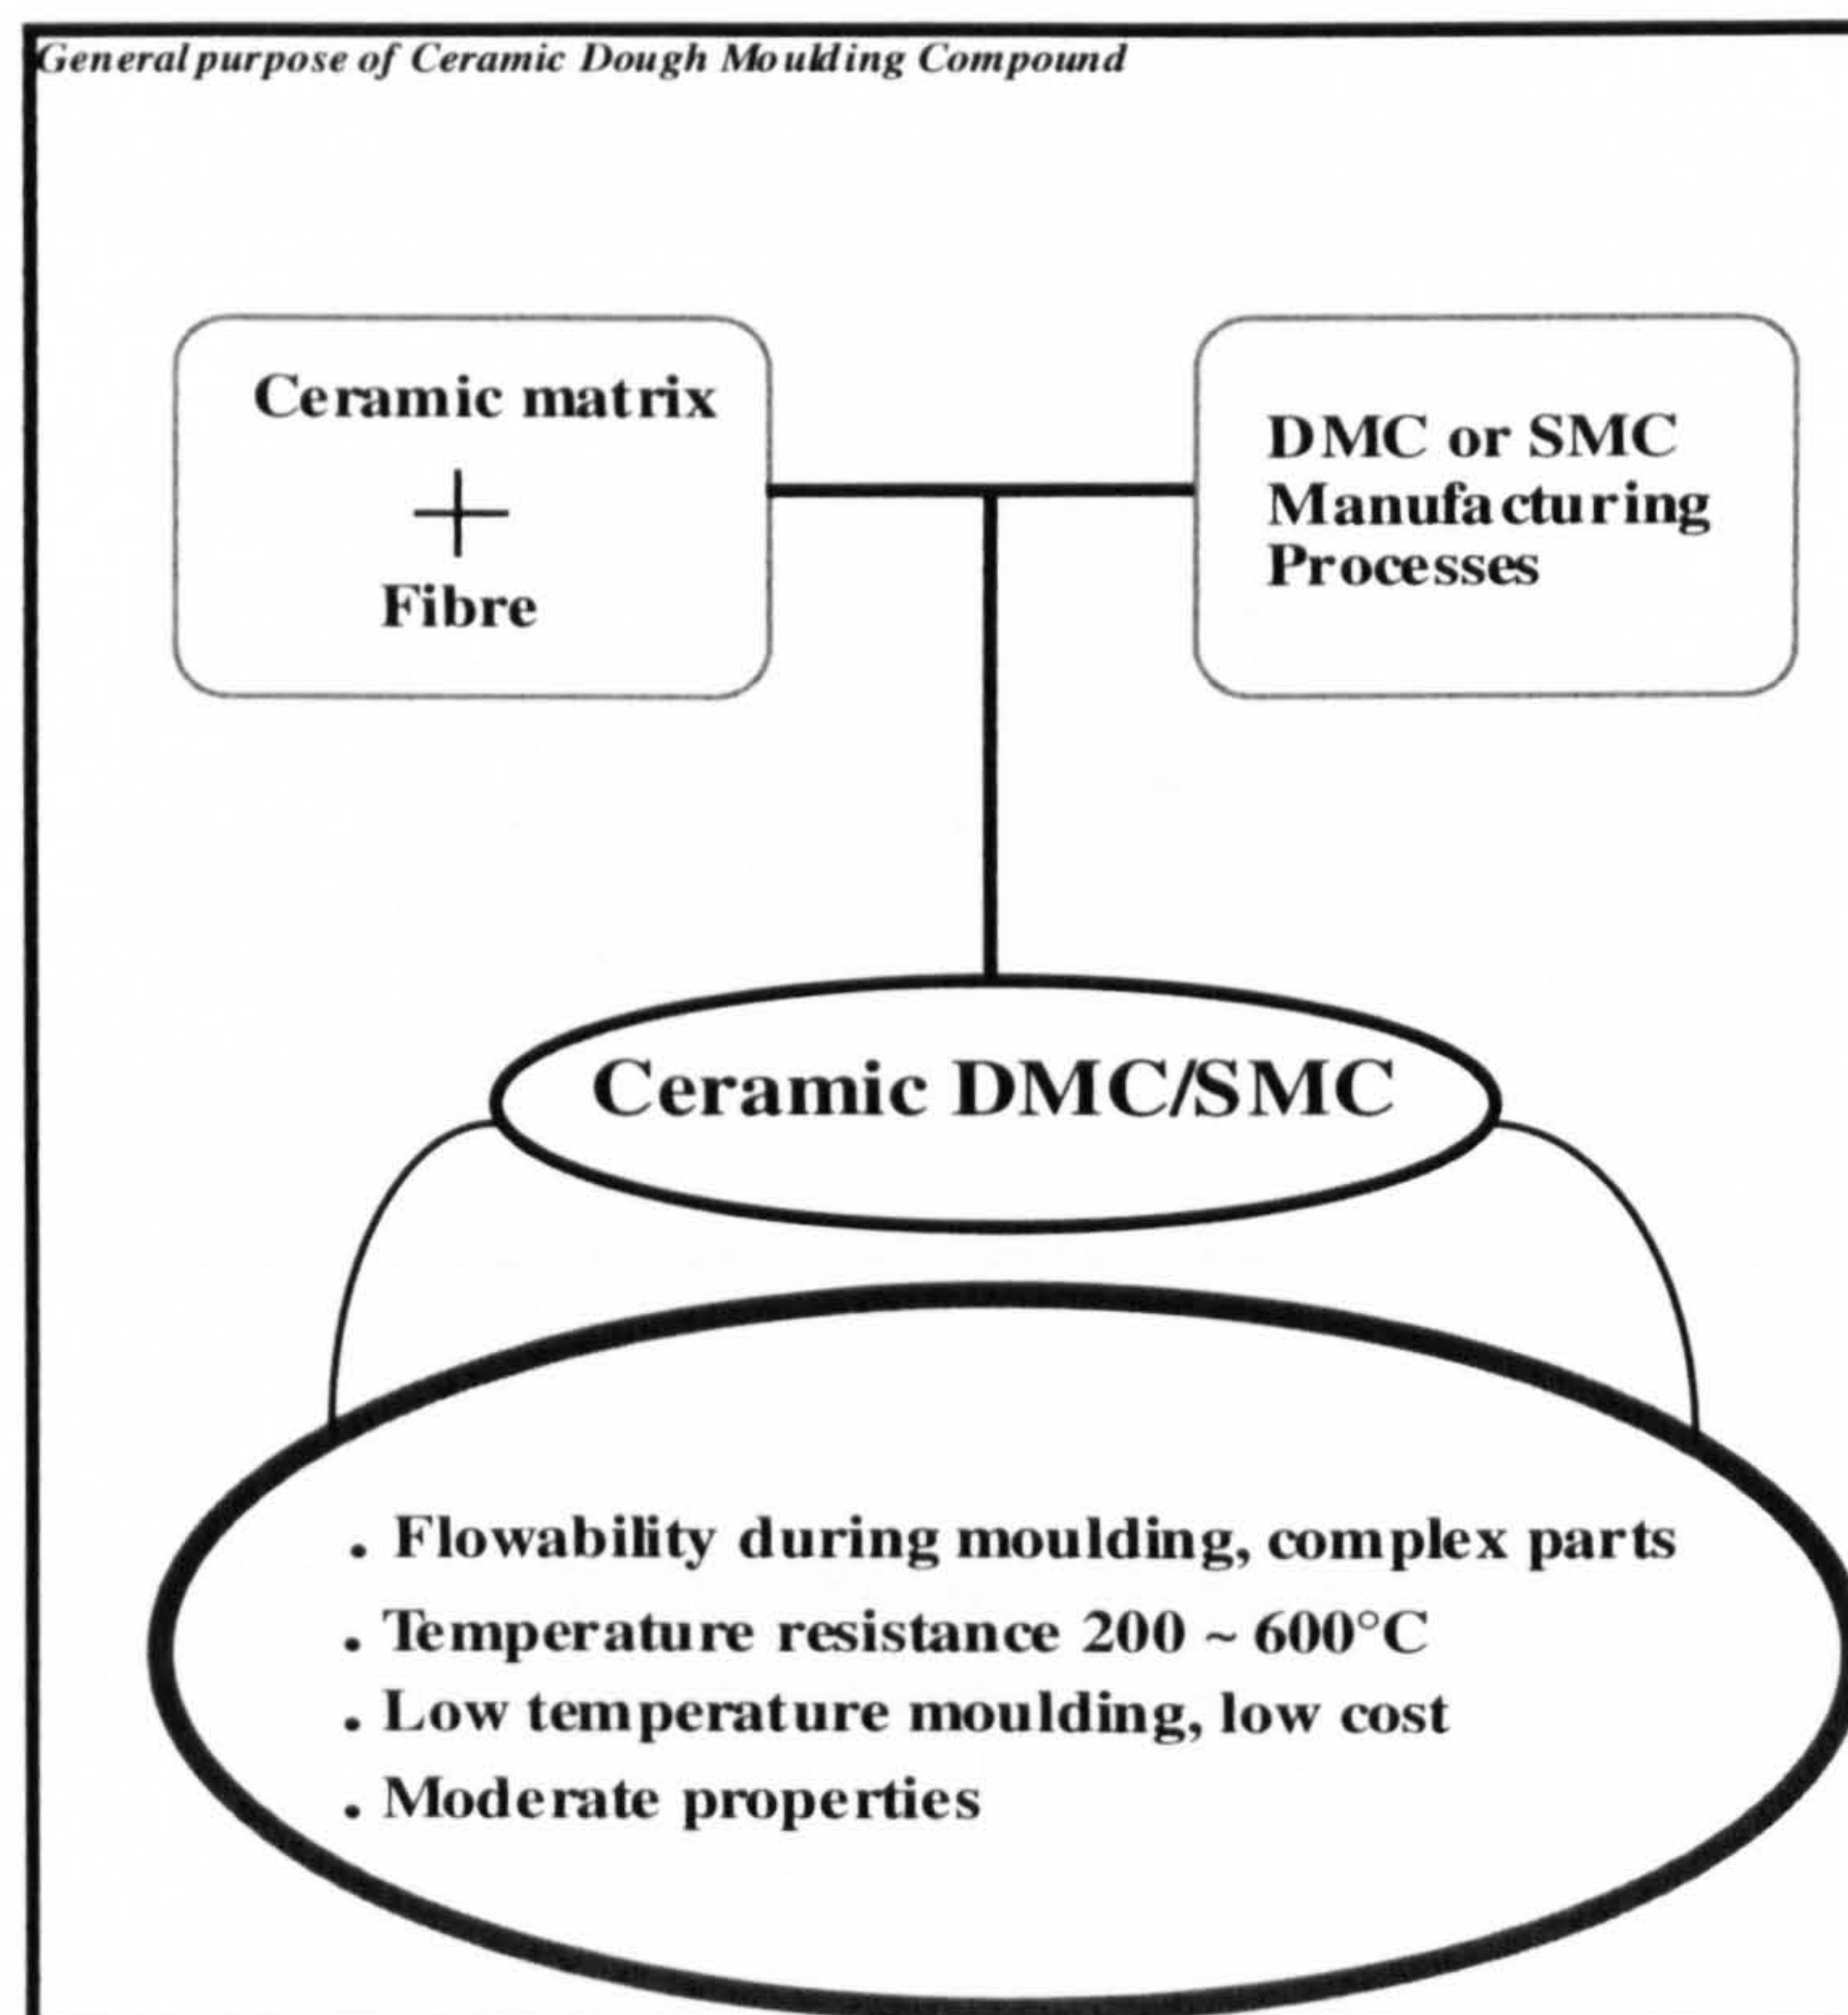 General purpose of Ceramic Dough Moulding Compound
Ceramic matrix
+
Fibre
DMC or SMC
Manufacturing
Processes
Ceramic DMC/SMC
. Flowability during moulding, complex parts
. Temperature resistance 200 ~ 600°C
. Low temperature moulding, low cost
. Moderate properties